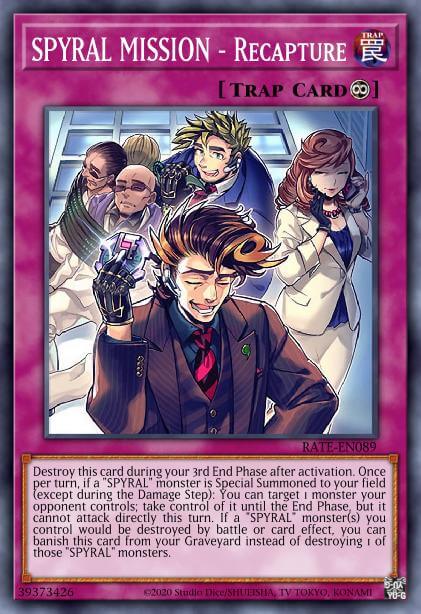 SPYRAL MISSION - RECAPTURE
TRAP
罠
[TRAP CARD]
RATE-EN089
Destroy this card during your 3rd End Phase after activation. Once
per turn, if a "SPYRAL" monster is Special Summoned to your field
(except during the Damage Step): You can target 1 monster your
opponent controls; take control of it until the End Phase, but it
cannot attack directly this turn. If a "SPYRAL" monster(s) you
control would be destroyed by battle or card effect, you can
banish this card from your Graveyard instead of destroying 1 of
those "SPYRAL" monsters.
39373426 ©2020 Studio Dice/SHUEISHA, TV TOKYO, KONAMI